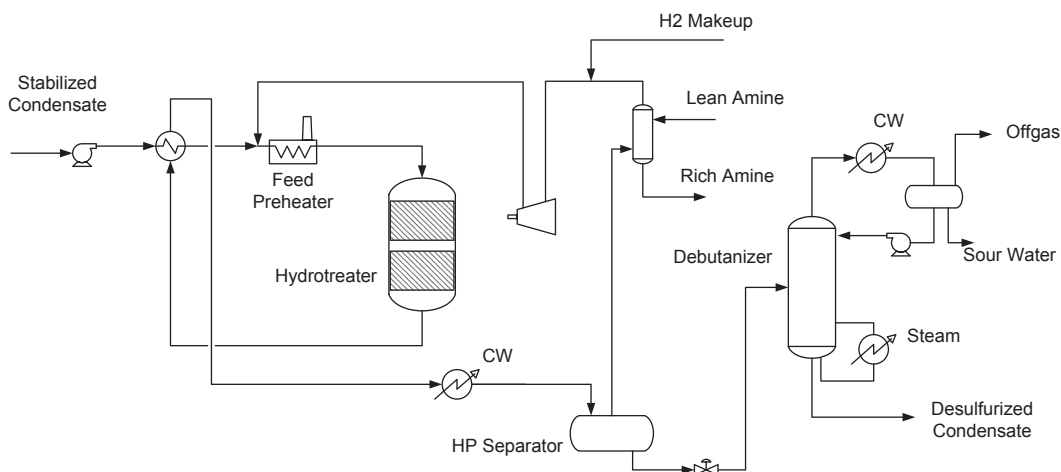 H2 Makeup
Stabilized
Condensate
Lean Amine
CW
Offgas
Feed
Preheater
Rich Amine
Hydrotreater
Debutanizer
Sour Water
CW
Steam
HP Separator
Desulfurized
Condensate